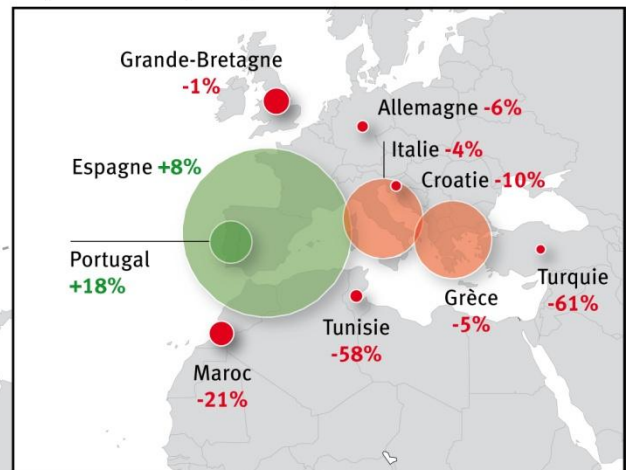 Grande-Bretagne
-1%
Allemagne -6%
Italie -4%
Espagne +8%
Croatie -10%
Portugal
+18%
Turquie
-61%
Grèce
-5%
Tunisie
-58%
Maroc
-21%